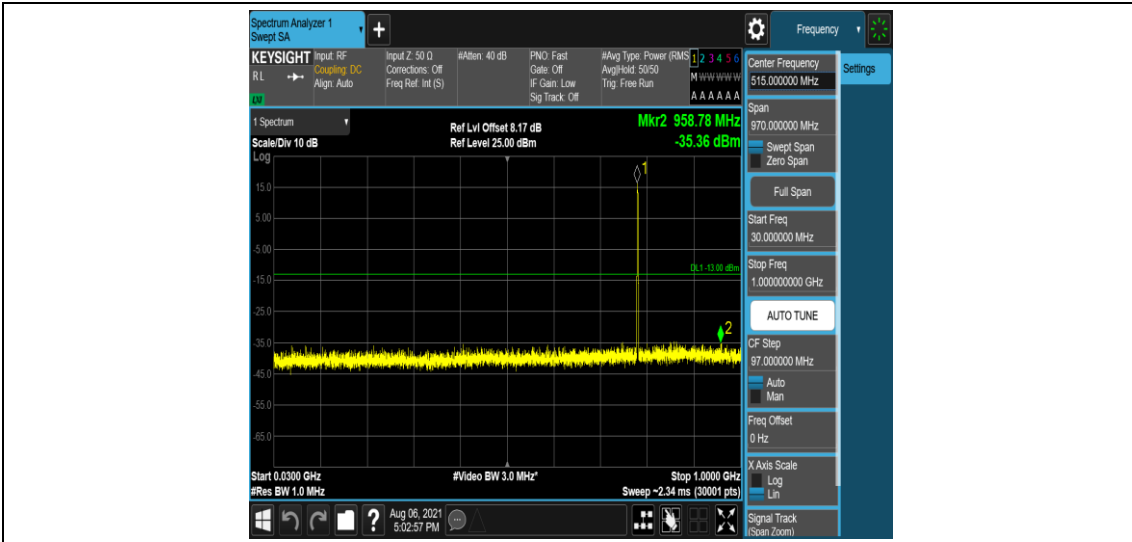 Spectrum Analyzer 1
Swept SA
+
Frequency
KEYSIGHT
RL
Input: RF
Coupling: DC
Align: Auto
Input Z: 50 Ω
Corrections: Off
Freq Ref: Int (S)
#Atten: 40 dB
PNO: Fast
Gate: Off
IF Gain: Low
Sig Track: Off
#Avg Type: Power (RMS
Avg|Hold: 50/50
Trig: Free Run
1 2 3 4 5 6
M W W W W W
A A A A A A
1 Spectrum
Scale/Div 10 dB
Log
Ref Lvl Offset 8.17 dB
Ref Level 25.00 dBm
Mkr2 958.78 MHz
-35.36 dBm
15.0
5.00
-5.00
-15.0
-25.0
-35.0
-45.0
-55.0
-65.0
1
DL1 -13.00 dBm
2
Start 0.0300 GHz
#Res BW 1.0 MHz
#Video BW 3.0 MHz*
Stop 1.0000 GHz
Sweep ~2.34 ms (30001 pts)
?
Aug 06, 2021
5:02:57 PM
Center Frequency
515.000000 MHz
Span
970.000000 MHz
Swept Span
Zero Span
Full Span
Start Freq
30.000000 MHz
Stop Freq
1.000000000 GHz
AUTO TUNE
CF Step
97.000000 MHz
Auto
Man
Freq Offset
0 Hz
X Axis Scale
Log
Lin
Signal Track
(Span Zoom)
Settings